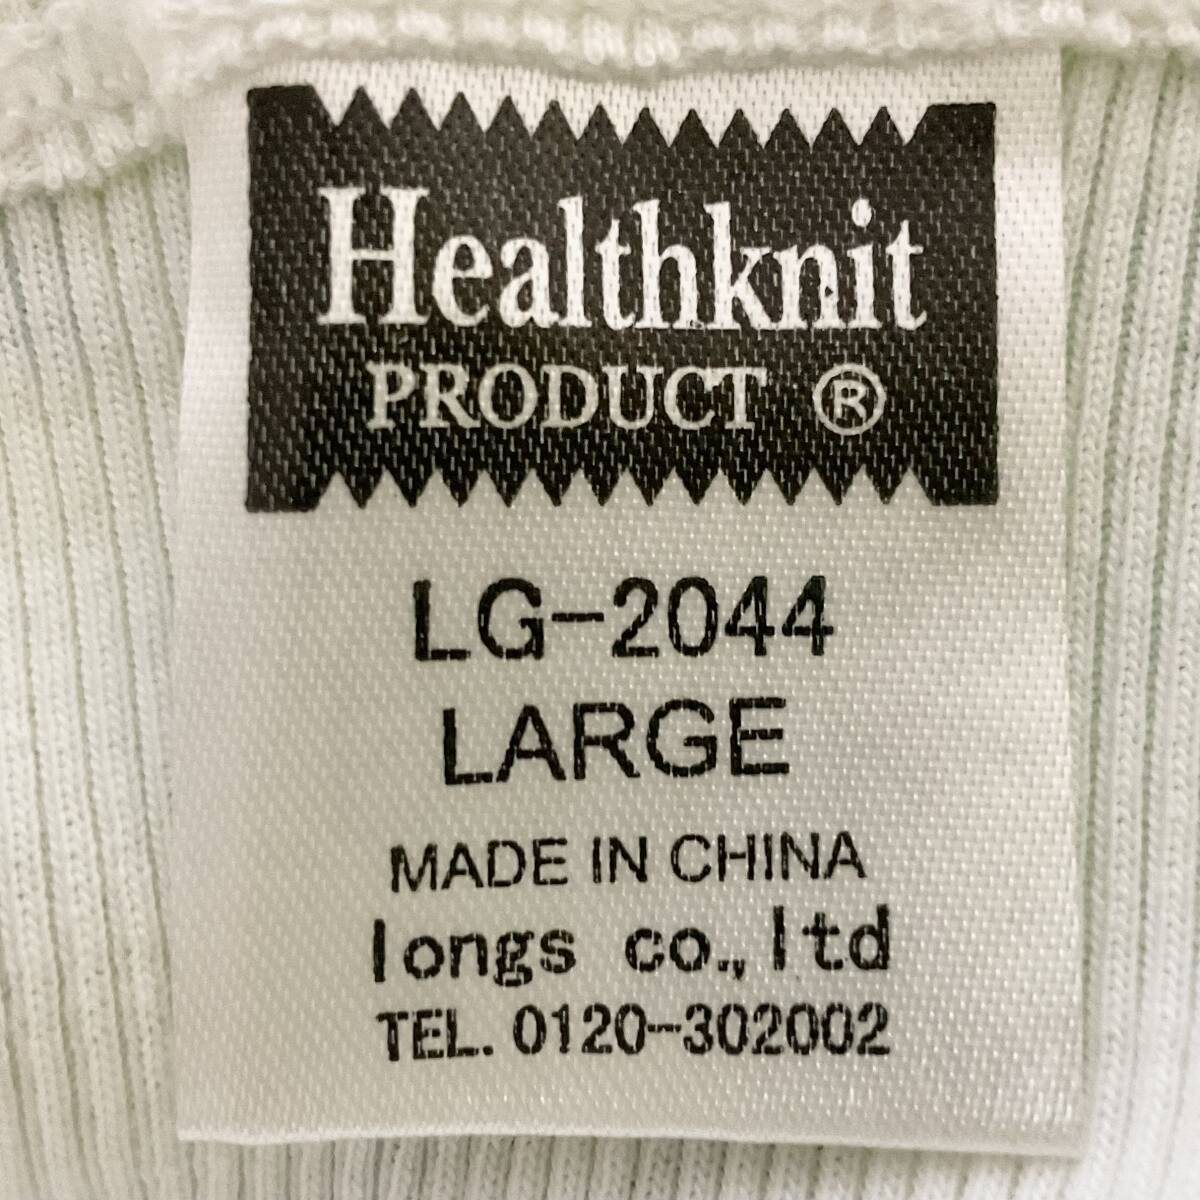 Healthknit
PRODUCT ®
LG-2044
LARGE
MADE IN CHINA
longs co.,ltd
TEL. 0120-302002